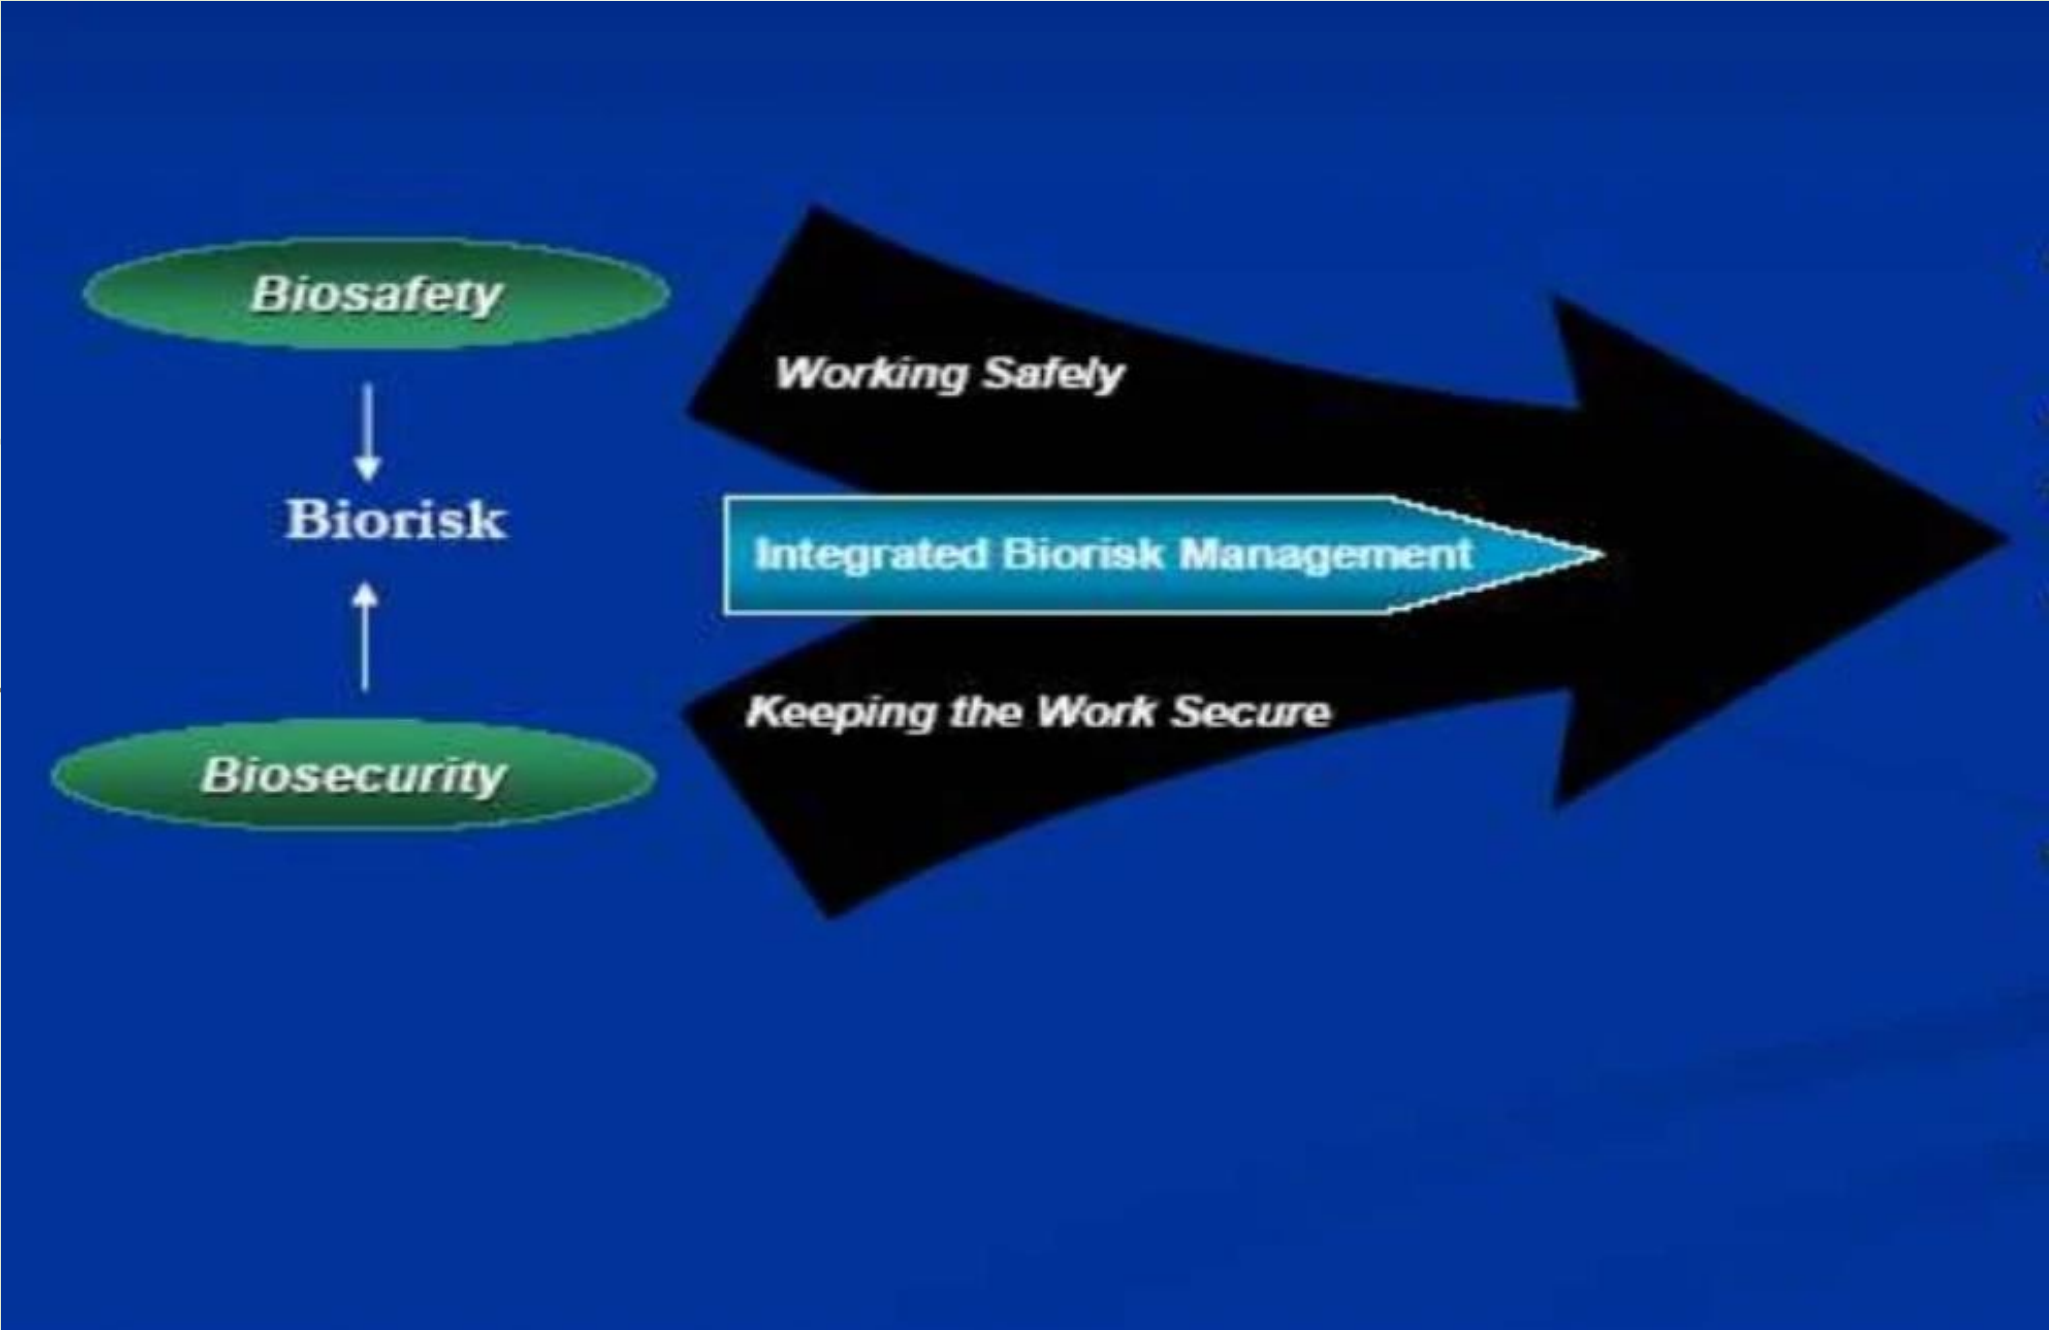 Biosafety
Working Safely
Biorisk
Integrated Biorisk Management
Keeping the Work Secure
Biosecurity